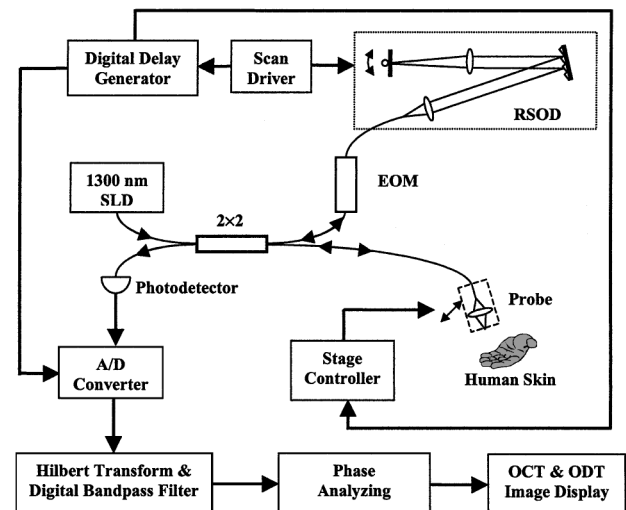 Digital Delay
Generator
Scan
Driver
RSOD
1300 nm
SLD
EOM
2×2
Photodetector
Probe
A/D
Converter
Stage
Controller
Human Skin
Hilbert Transform &
Digital Bandpass Filter
Phase
Analyzing
OCT & ODT
Image Display